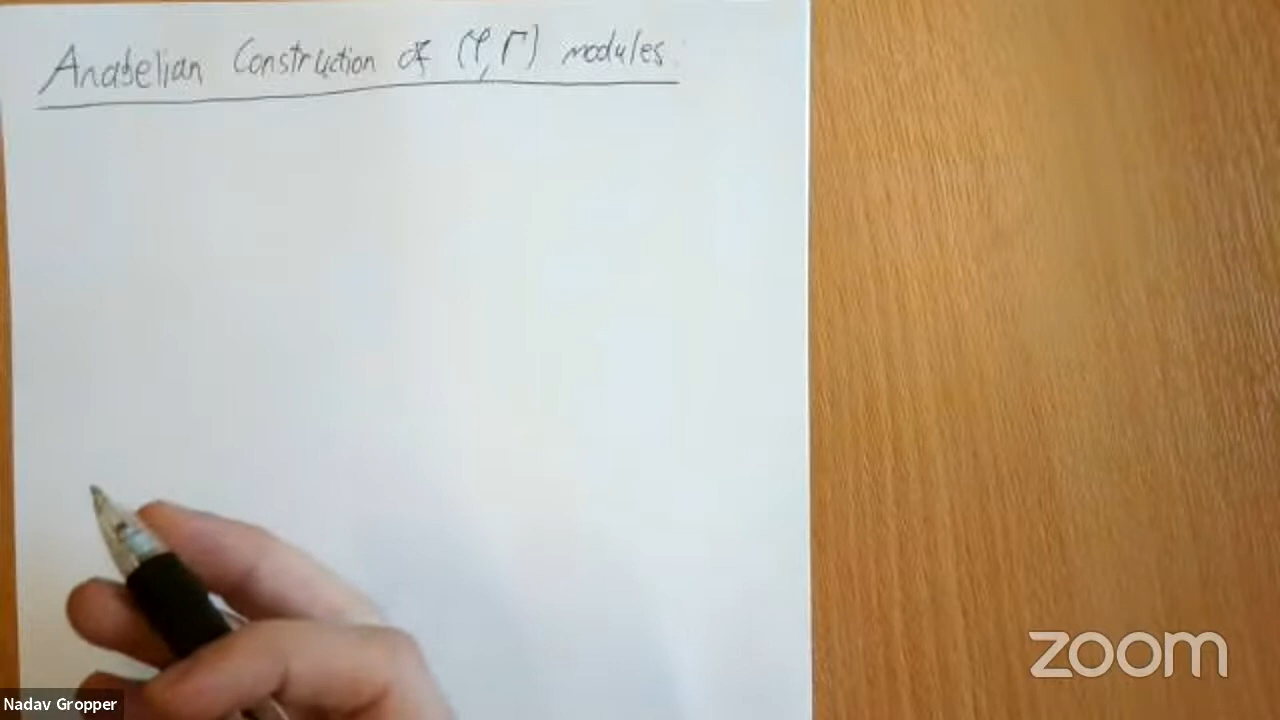 Anabelian Construction of (φ,Γ) modules
Nadav Gropper
zoom